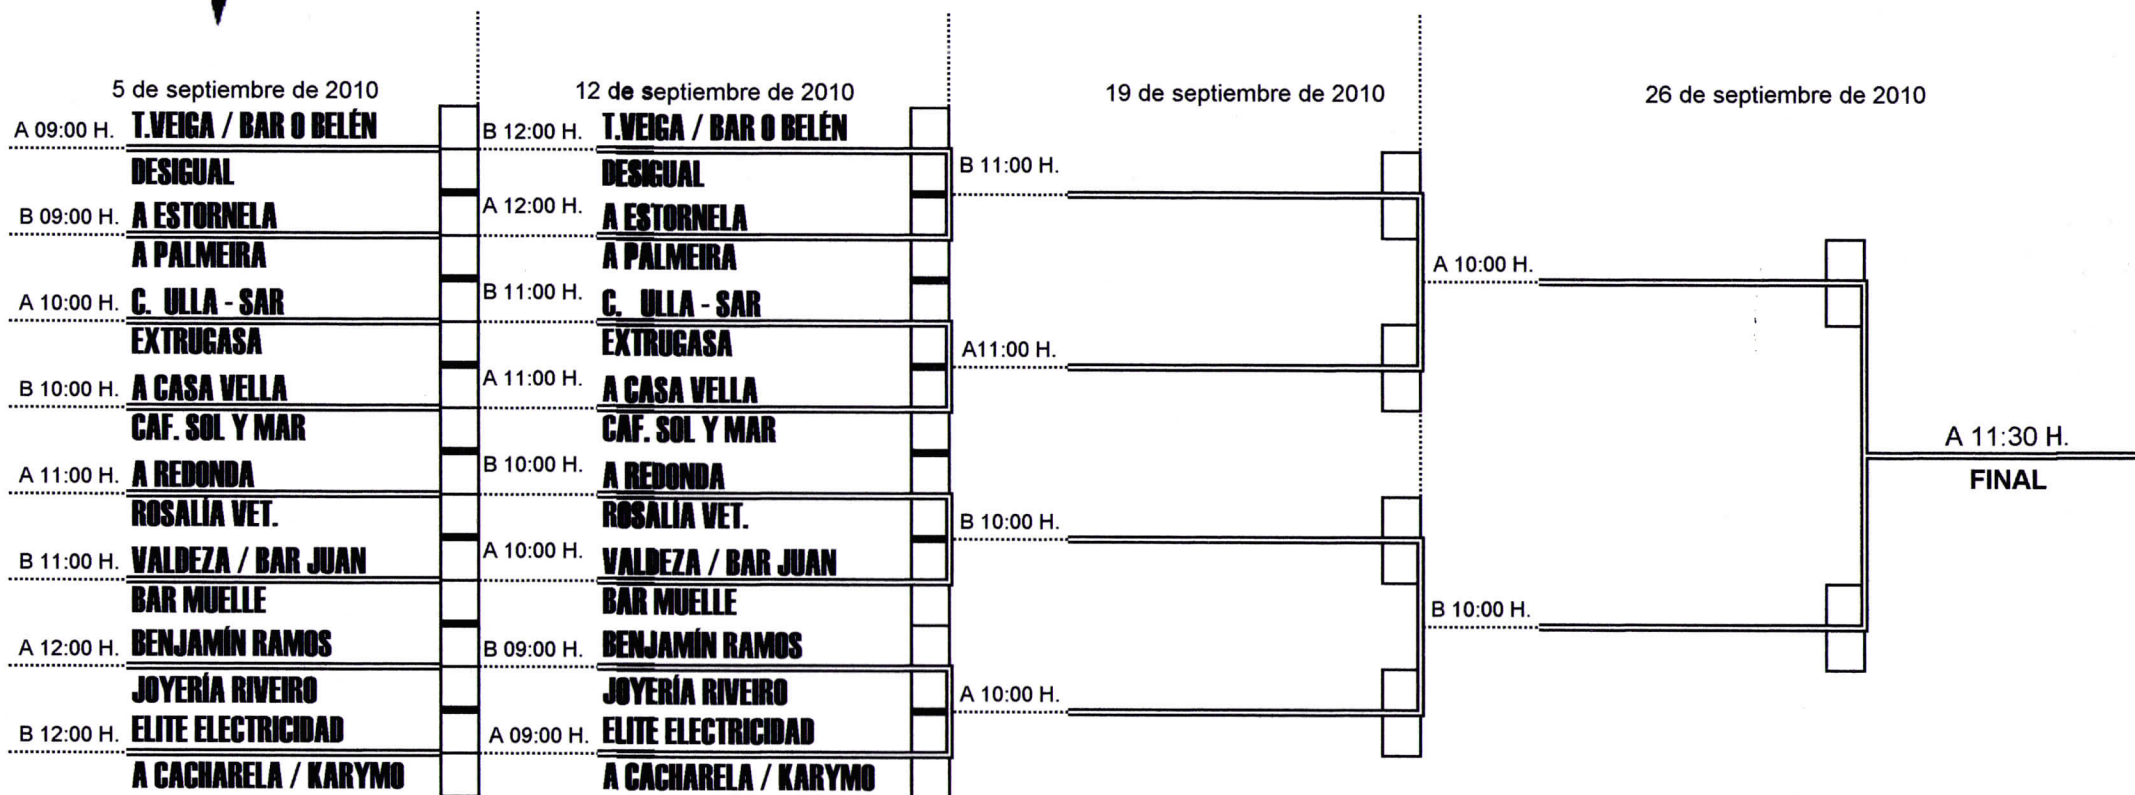 5 de septiembre de 2010
A 09:00 H. T.VEIGA / BAR O BELÉN
DESIGUAL
B 09:00 H. A ESTORNELA
A PALMEIRA
A 10:00 H. C. ULLA - SAR
EXTRUGASA
B 10:00 H. A CASA VELLA
CAF. SOL Y MAR
A 11:00 H. A REDONDA
ROSALÍA VET.
B 11:00 H. VALDEZA / BAR JUAN
BAR MUELLE
A 12:00 H. BENJAMÍN RAMOS
JOYERÍA RIVEIRO
B 12:00 H. ELITE ELECTRICIDAD
A CACHARELA / KARYMO
12 de septiembre de 2010
B 12:00 H. T.VEIGA / BAR O BELÉN
DESIGUAL
A 12:00 H. A ESTORNELA
A PALMEIRA
B 11:00 H. C. ULLA - SAR
EXTRUGASA
A 11:00 H. A CASA VELLA
CAF. SOL Y MAR
B 10:00 H. A REDONDA
ROSALÍA VET.
A 10:00 H. VALDEZA / BAR JUAN
BAR MUELLE
B 09:00 H. BENJAMÍN RAMOS
JOYERÍA RIVEIRO
A 09:00 H. ELITE ELECTRICIDAD
A CACHARELA / KARYMO
19 de septiembre de 2010
B 11:00 H.
A11:00 H.
B 10:00 H.
A 10:00 H.
26 de septiembre de 2010
A 10:00 H.
B 10:00 H.
A 11:30 H.
FINAL